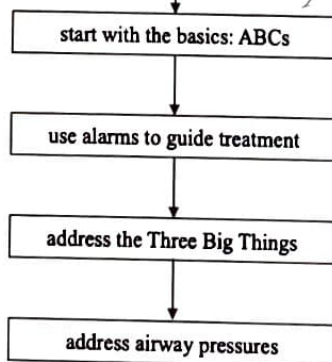 start with the basics: ABCs
use alarms to guide treatment
address the Three Big Things
address airway pressures